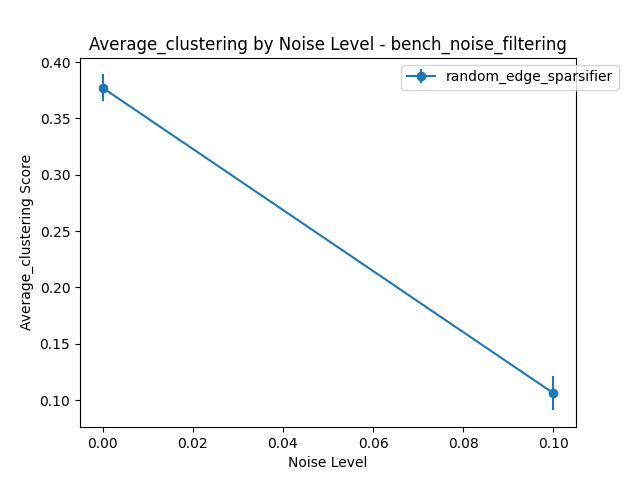 Average_clustering by Noise Level - bench_noise_filtering
random_edge_sparsifier
Average_clustering Score
0.40
0.35
0.30
0.25
0.20
0.15
0.10
0.00 0.02 0.04 0.06 0.08 0.10
Noise Level